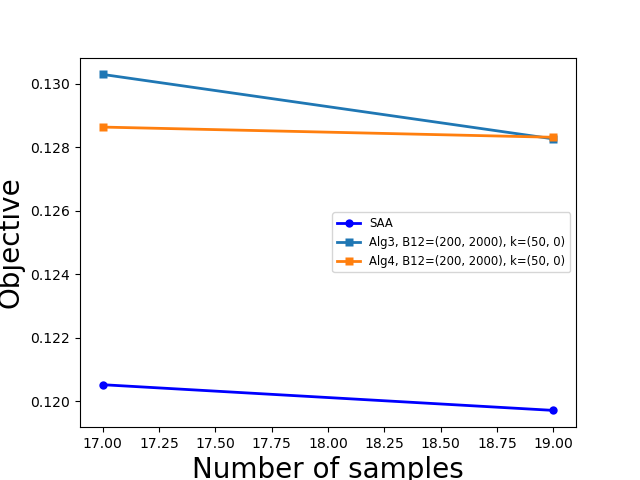 0.130
0.128
0.126
0.124
0.122
0.120
Objective
SAA
Alg3, B12=(200, 2000), k=(50, 0)
Alg4, B12=(200, 2000), k=(50, 0)
17.00 17.25 17.50 17.75 18.00 18.25 18.50 18.75 19.00
Number of samples